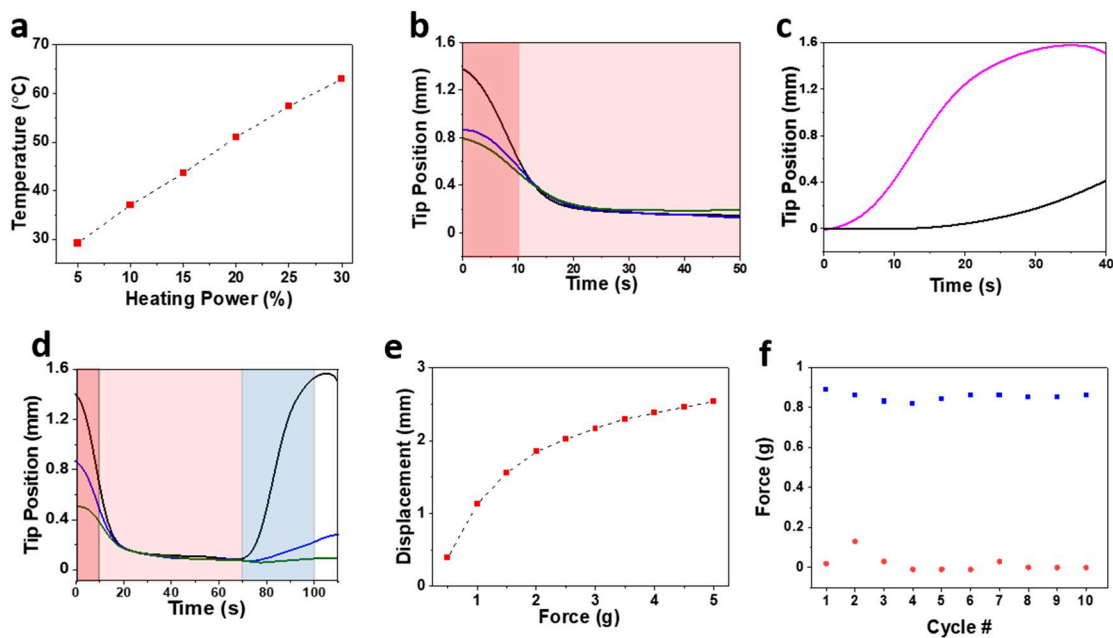 a
70
60
50
40
30
Temperature (°C)
5 10 15 20 25 30
Heating Power (%)
b
1.6
1.2
0.8
0.4
0
Tip Position (mm)
0 10 20 30 40 50
Time (s)
c
1.6
1.2
0.8
0.4
0
Tip Position (mm)
0 10 20 30 40
Time (s)
d
1.6
1.2
0.8
0.4
0
Tip Position (mm)
0 20 40 60 80 100
Time (s)
e
3
2
1
0
Displacement (mm)
1 2 3 4 5
Force (g)
f
1
0.8
0.6
0.4
0.2
0
Force (g)
1 2 3 4 5 6 7 8 9 10
Cycle #